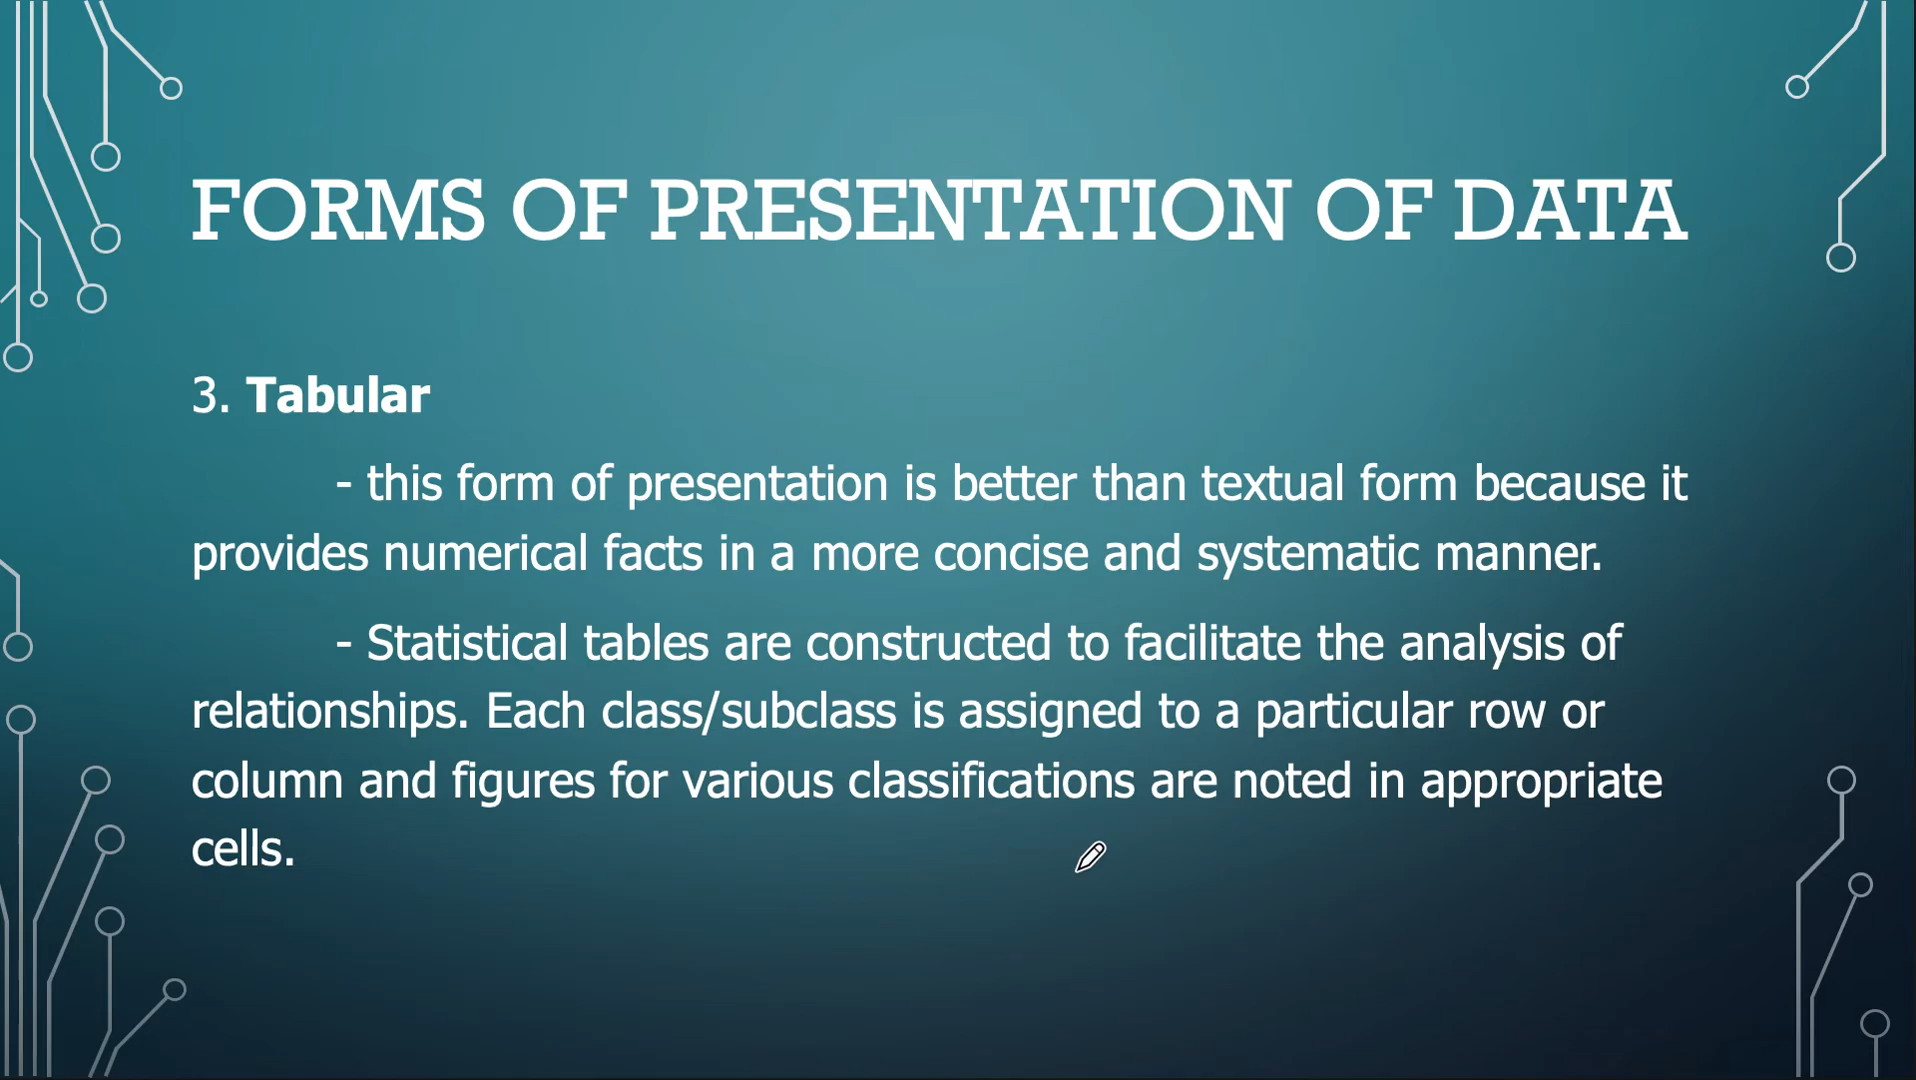 FORMS OF PRESENTATION OF DATA
3. Tabular
- this form of presentation is better than textual form because it
provides numerical facts in a more concise and systematic manner.
- Statistical tables are constructed to facilitate the analysis of
relationships. Each class/subclass is assigned to a particular row or
column and figures for various classifications are noted in appropriate
cells.